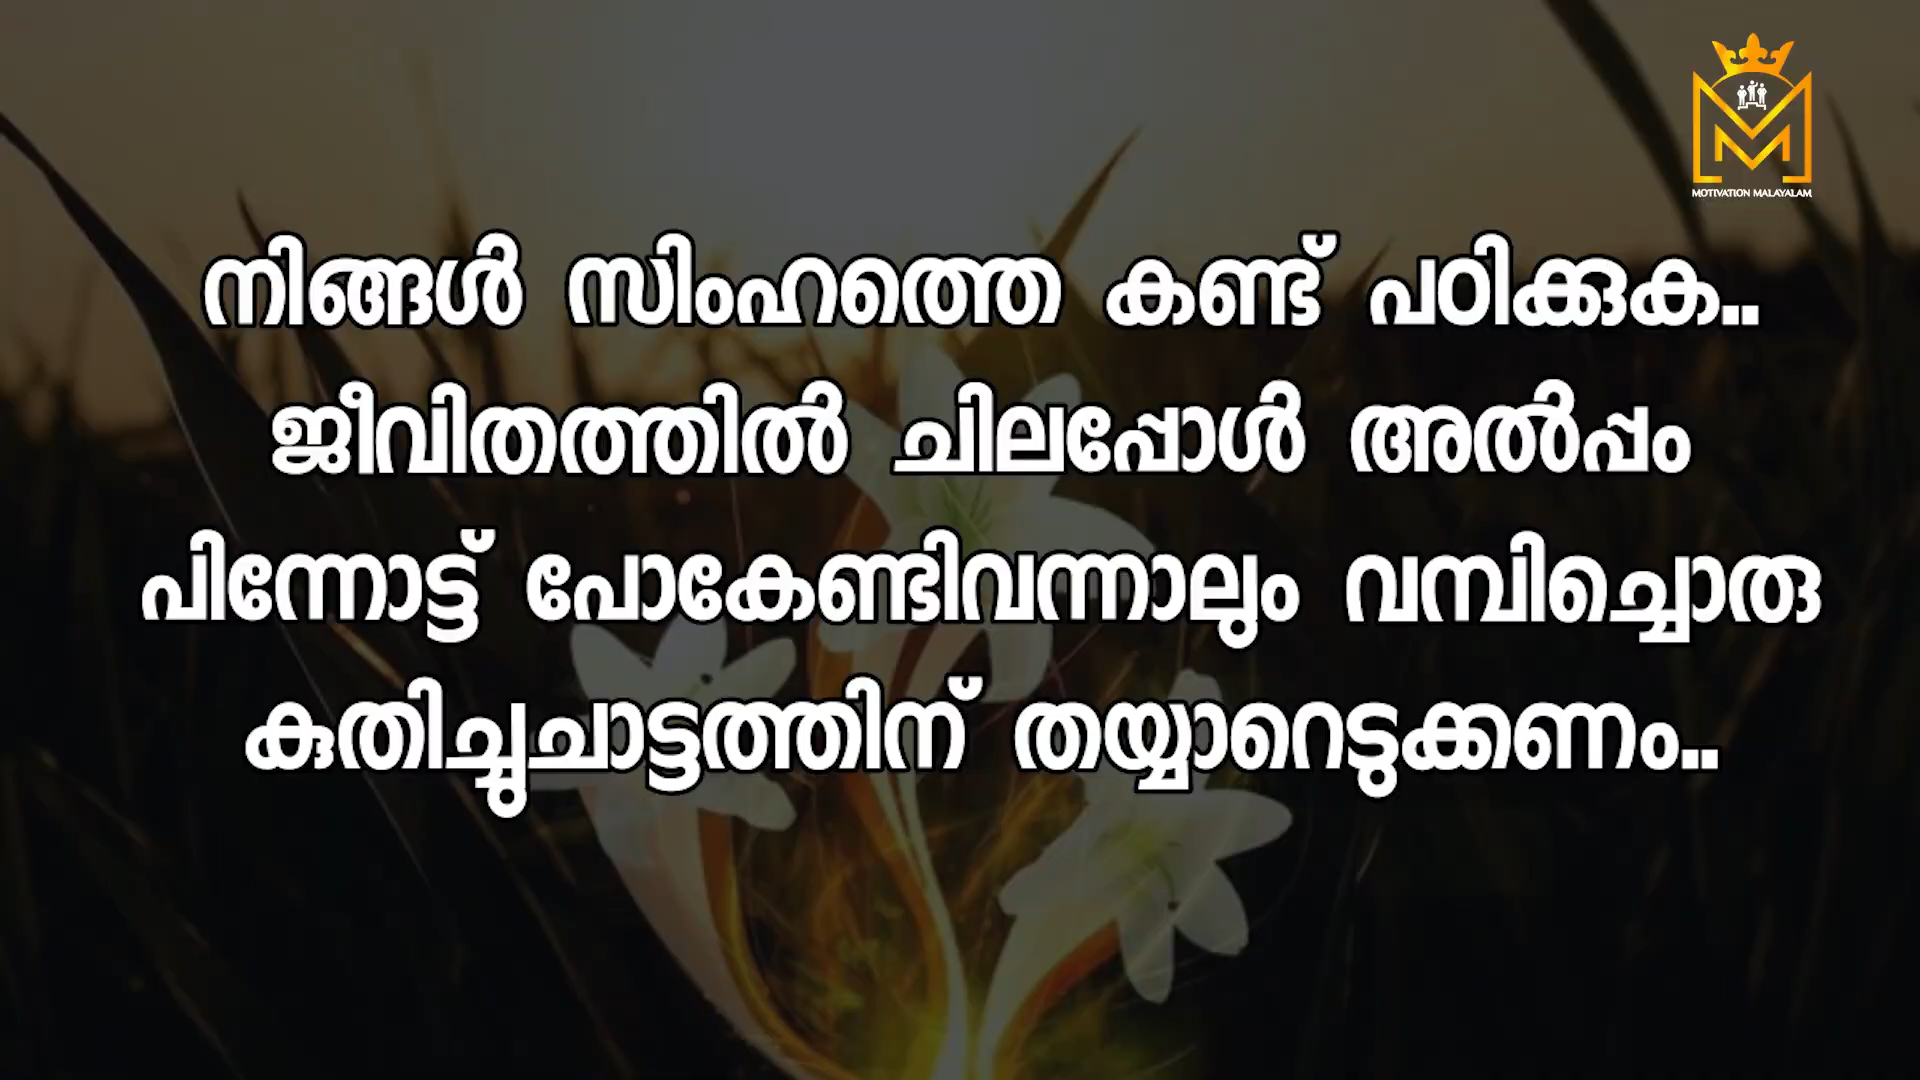 MOTIVATION MALAYALAM
നിങ്ങൾ സിംഹത്തെ കണ്ട് പഠിക്കുക..
ജീവിതത്തിൽ ചിലപ്പോൾ അൽപ്പം
പിന്നോട്ട് പോകേണ്ടിവന്നാലും വമ്പിച്ചൊരു
കുതിച്ചുചാട്ടത്തിന് തയ്യാറെടുക്കണം..